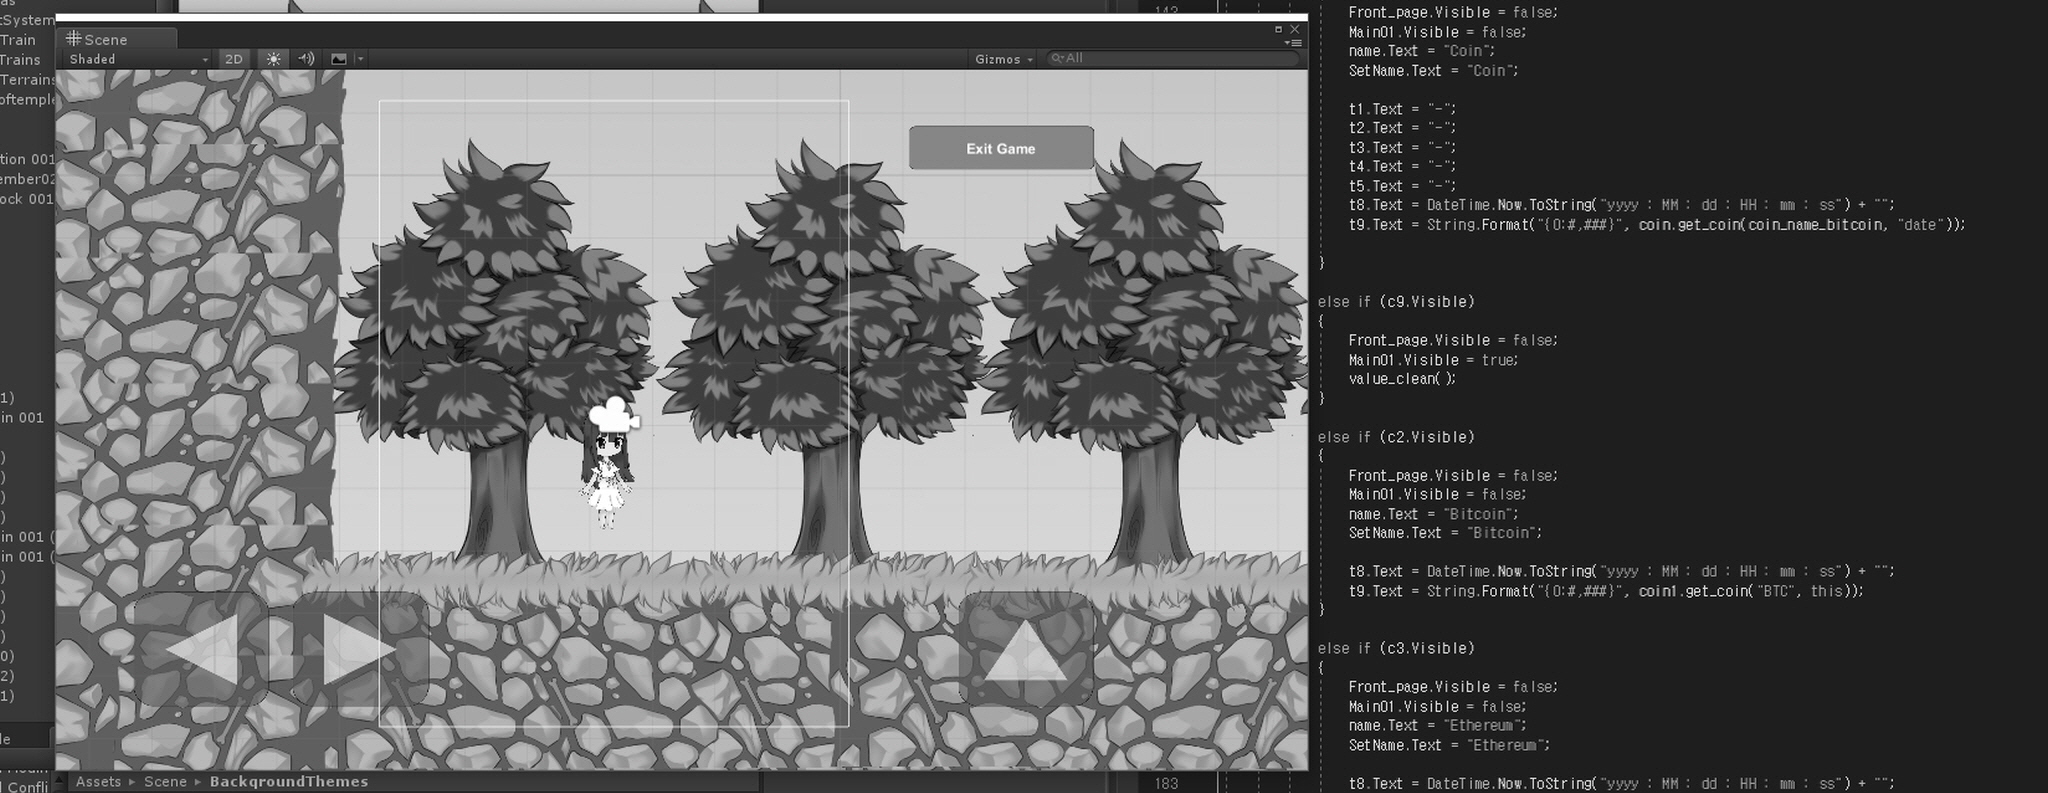 tSystem
Train
Trains
Terrains
oftemple
tion 001
ember02
ock 001
1)
in 001
)
)
)
)
in 001 (
in 001 (
)
)
)
)
0)
2)
1)
le
l Confli
Scene
Shaded
2D
Gizmos
All
Exit Game
Assets ▸ Scene ▸ BackgroundThemes
143
Front_page.Visible = false;
Main01.Visible = false;
name.Text = "Coin";
SetName.Text = "Coin";
t1.Text = "-";
t2.Text = "-";
t3.Text = "-";
t4.Text = "-";
t5.Text = "-";
t8.Text = DateTime.Now.ToString("yyyy : MM : dd : HH : mm : ss") + "";
t9.Text = String.Format("{0:#,###}", coin.get_coin(coin_name_bitcoin, "date"));
}
else if (c9.Visible)
{
Front_page.Visible = false;
Main01.Visible = true;
value_clean();
}
else if (c2.Visible)
{
Front_page.Visible = false;
Main01.Visible = false;
name.Text = "Bitcoin";
SetName.Text = "Bitcoin";
t8.Text = DateTime.Now.ToString("yyyy : MM : dd : HH : mm : ss") + "";
t9.Text = String.Format("{0:#,###}", coin1.get_coin("BTC", this));
}
else if (c3.Visible)
{
Front_page.Visible = false;
Main01.Visible = false;
name.Text = "Ethereum";
SetName.Text = "Ethereum";
183
t8.Text = DateTime.Now.ToString("yyyy : MM : dd : HH : mm : ss") + "";